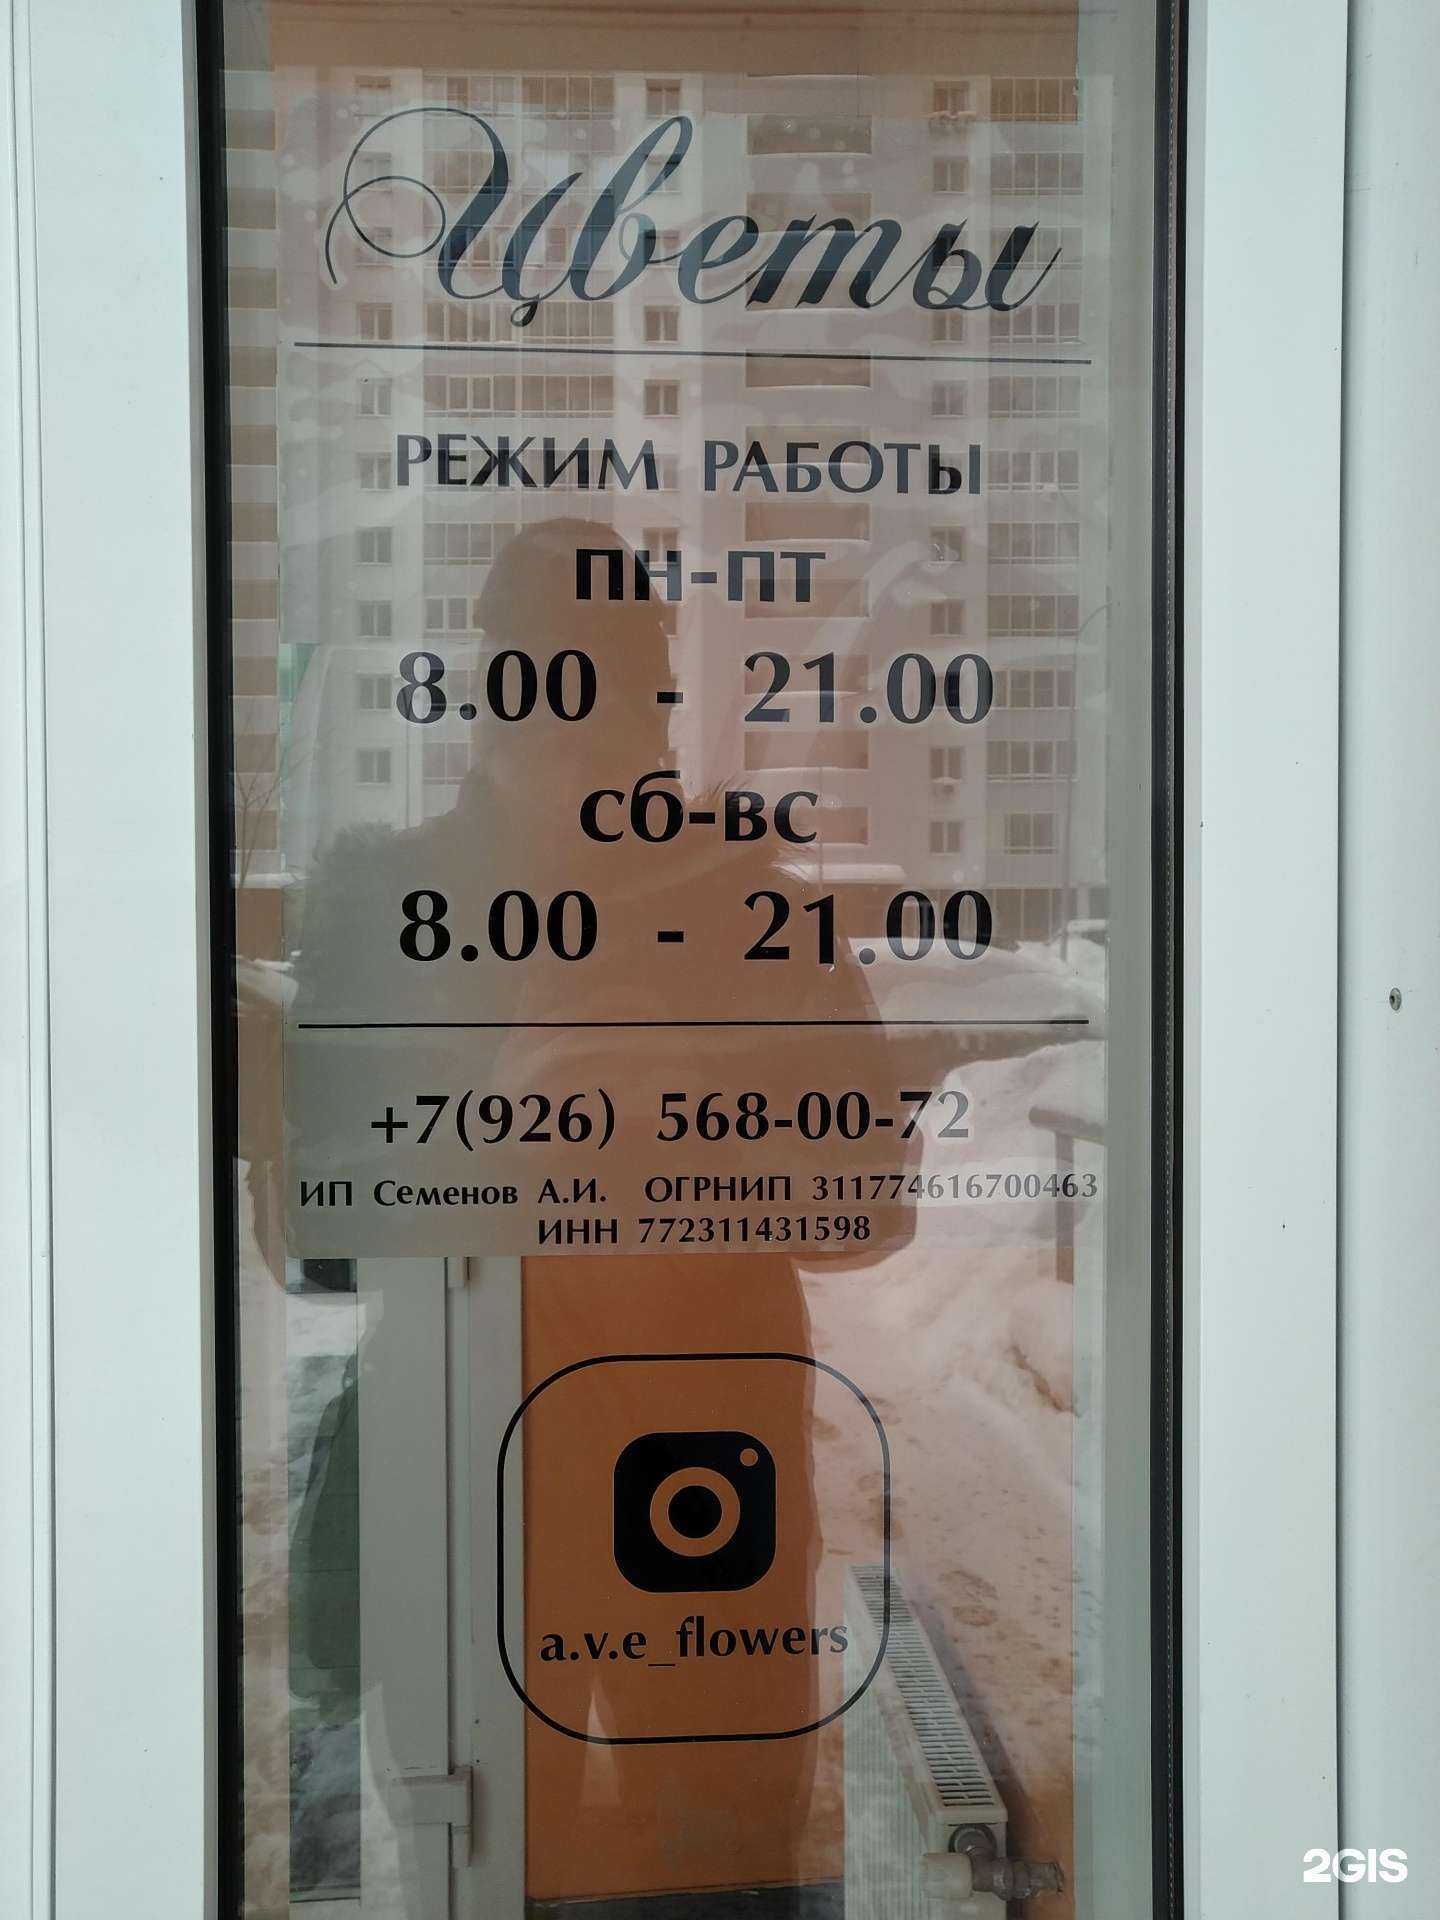 Цветы
РЕЖИМ РАБОТЫ
ПН-ПТ
8.00 - 21.00
сб-вс
8.00 - 21.00
+7(926) 568-00-72
ИП Семенов А.И. ОГРНИП 311774616700463
ИНН 772311431598
a.v.e_flowers
2GIS